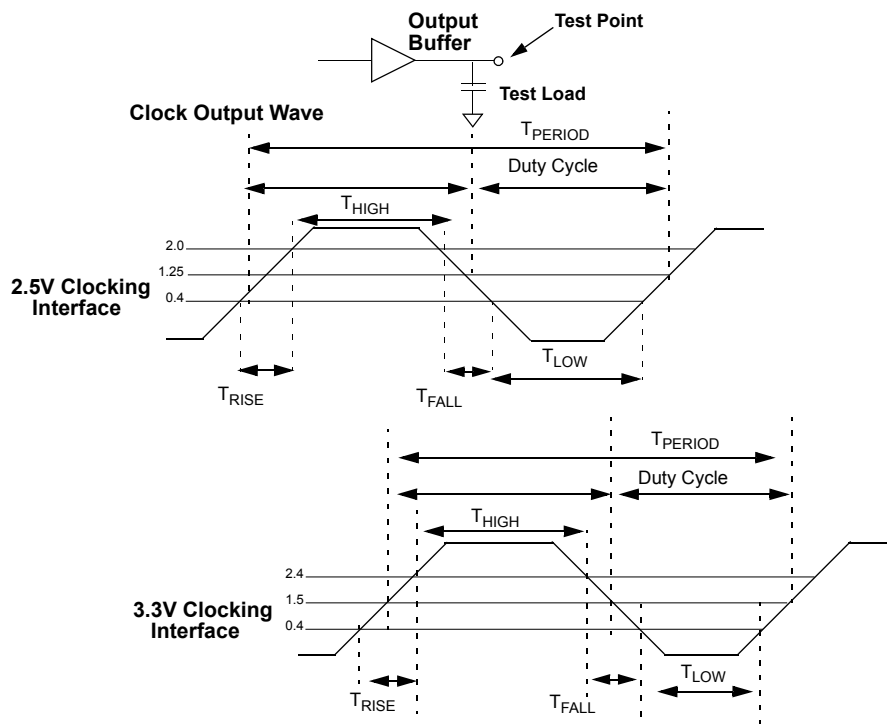 Output
Buffer
Test Point
Test Load
Clock Output Wave
TPERIOD
Duty Cycle
THIGH
2.0
1.25
0.4
2.5V Clocking
Interface
TLOW
TRISE
TFALL
TPERIOD
Duty Cycle
THIGH
2.4
1.5
0.4
3.3V Clocking
Interface
TLOW
TRISE
TFALL